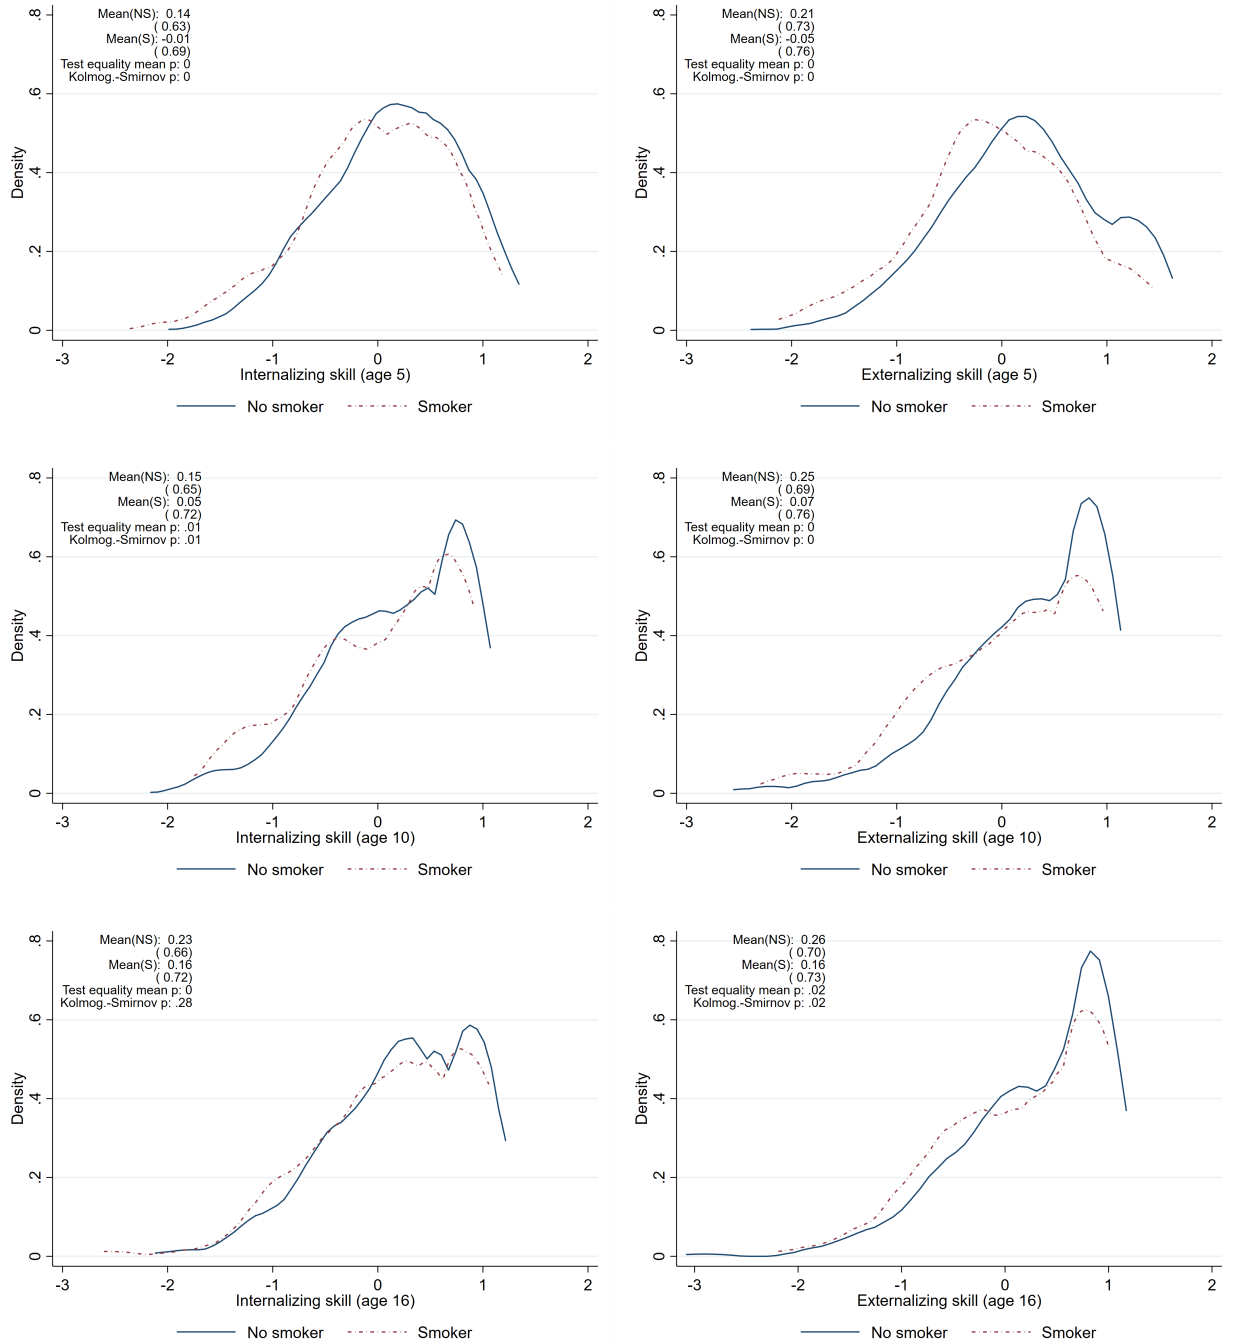 Mean(NS): 0.14
( 0.63)
Mean(S): -0.01
( 0.69)
Test equality mean p: 0
Kolmog.-Smirnov p: 0
Density
0 .2 .4 .6 .8
-3 -2 -1 0 1 2
Internalizing skill (age 5)
No smoker Smoker
Mean(NS): 0.21
( 0.73)
Mean(S): -0.05
( 0.76)
Test equality mean p: 0
Kolmog.-Smirnov p: 0
Density
0 .2 .4 .6 .8
-3 -2 -1 0 1 2
Externalizing skill (age 5)
No smoker Smoker
Mean(NS): 0.15
( 0.65)
Mean(S): 0.05
( 0.72)
Test equality mean p: .01
Kolmog.-Smirnov p: .01
Density
0 .2 .4 .6 .8
-3 -2 -1 0 1 2
Internalizing skill (age 10)
No smoker Smoker
Mean(NS): 0.25
( 0.69)
Mean(S): 0.07
( 0.76)
Test equality mean p: 0
Kolmog.-Smirnov p: 0
Density
0 .2 .4 .6 .8
-3 -2 -1 0 1 2
Externalizing skill (age 10)
No smoker Smoker
Mean(NS): 0.23
( 0.66)
Mean(S): 0.16
( 0.72)
Test equality mean p: 0
Kolmog.-Smirnov p: .28
Density
0 .2 .4 .6 .8
-3 -2 -1 0 1 2
Internalizing skill (age 16)
No smoker Smoker
Mean(NS): 0.26
( 0.70)
Mean(S): 0.16
( 0.73)
Test equality mean p: .02
Kolmog.-Smirnov p: .02
Density
0 .2 .4 .6 .8
-3 -2 -1 0 1 2
Externalizing skill (age 16)
No smoker Smoker